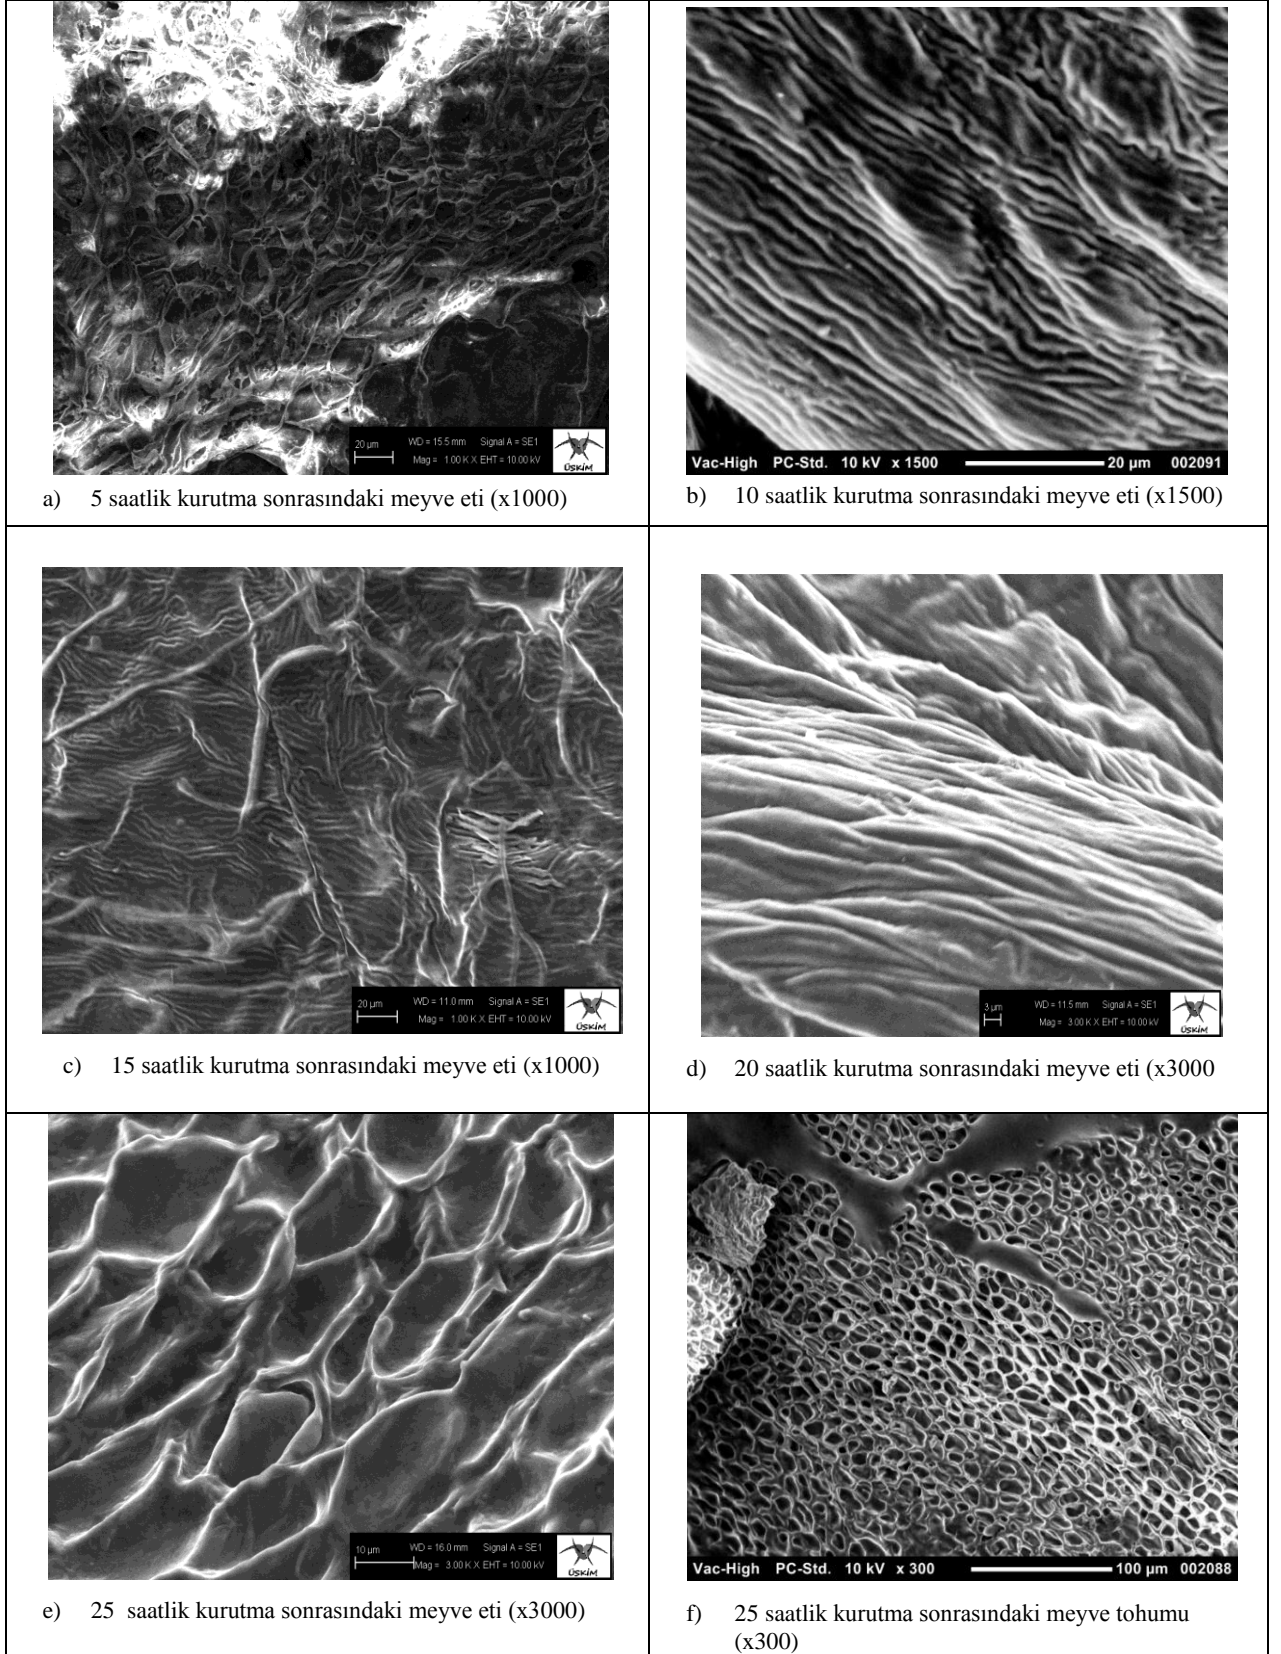 20 µm
WD = 15.5 mm Signal A = SE1
Mag = 1.00 K X EHT = 10.00 kV
ÜSKİM
a) 5 saatlik kurutma sonrasındaki meyve eti (x1000)
Vac-High PC-Std. 10 kV x 1500 20 µm 002091
b) 10 saatlik kurutma sonrasındaki meyve eti (x1500)
20 µm
WD = 11.0 mm Signal A = SE1
Mag = 1.00 K X EHT = 10.00 kV
ÜSKİM
c) 15 saatlik kurutma sonrasındaki meyve eti (x1000)
3 µm
WD = 11.5 mm Signal A = SE1
Mag = 3.00 K X EHT = 10.00 kV
ÜSKİM
d) 20 saatlik kurutma sonrasındaki meyve eti (x3000
10 µm
WD = 16.0 mm Signal A = SE1
Mag = 3.00 K X EHT = 10.00 kV
ÜSKİM
e) 25 saatlik kurutma sonrasındaki meyve eti (x3000)
Vac-High PC-Std. 10 kV x 300 100 µm 002088
f) 25 saatlik kurutma sonrasındaki meyve tohumu
(x300)